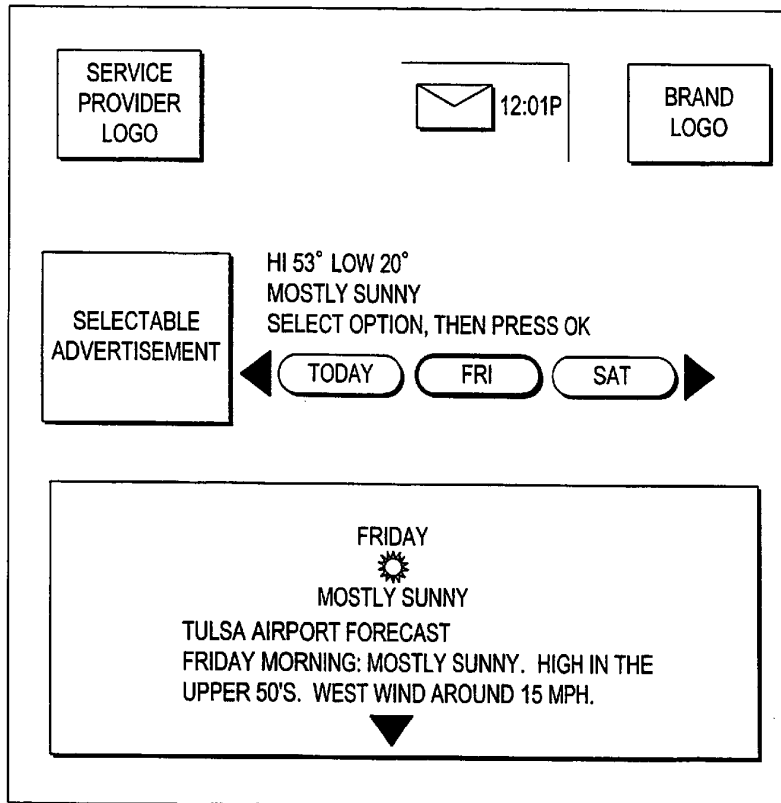 SERVICE
PROVIDER
LOGO
12:01P
BRAND
LOGO
SELECTABLE
ADVERTISEMENT
HI 53° LOW 20°
MOSTLY SUNNY
SELECT OPTION, THEN PRESS OK
TODAY FRI SAT
FRIDAY
MOSTLY SUNNY
TULSA AIRPORT FORECAST
FRIDAY MORNING: MOSTLY SUNNY. HIGH IN THE
UPPER 50'S. WEST WIND AROUND 15 MPH.